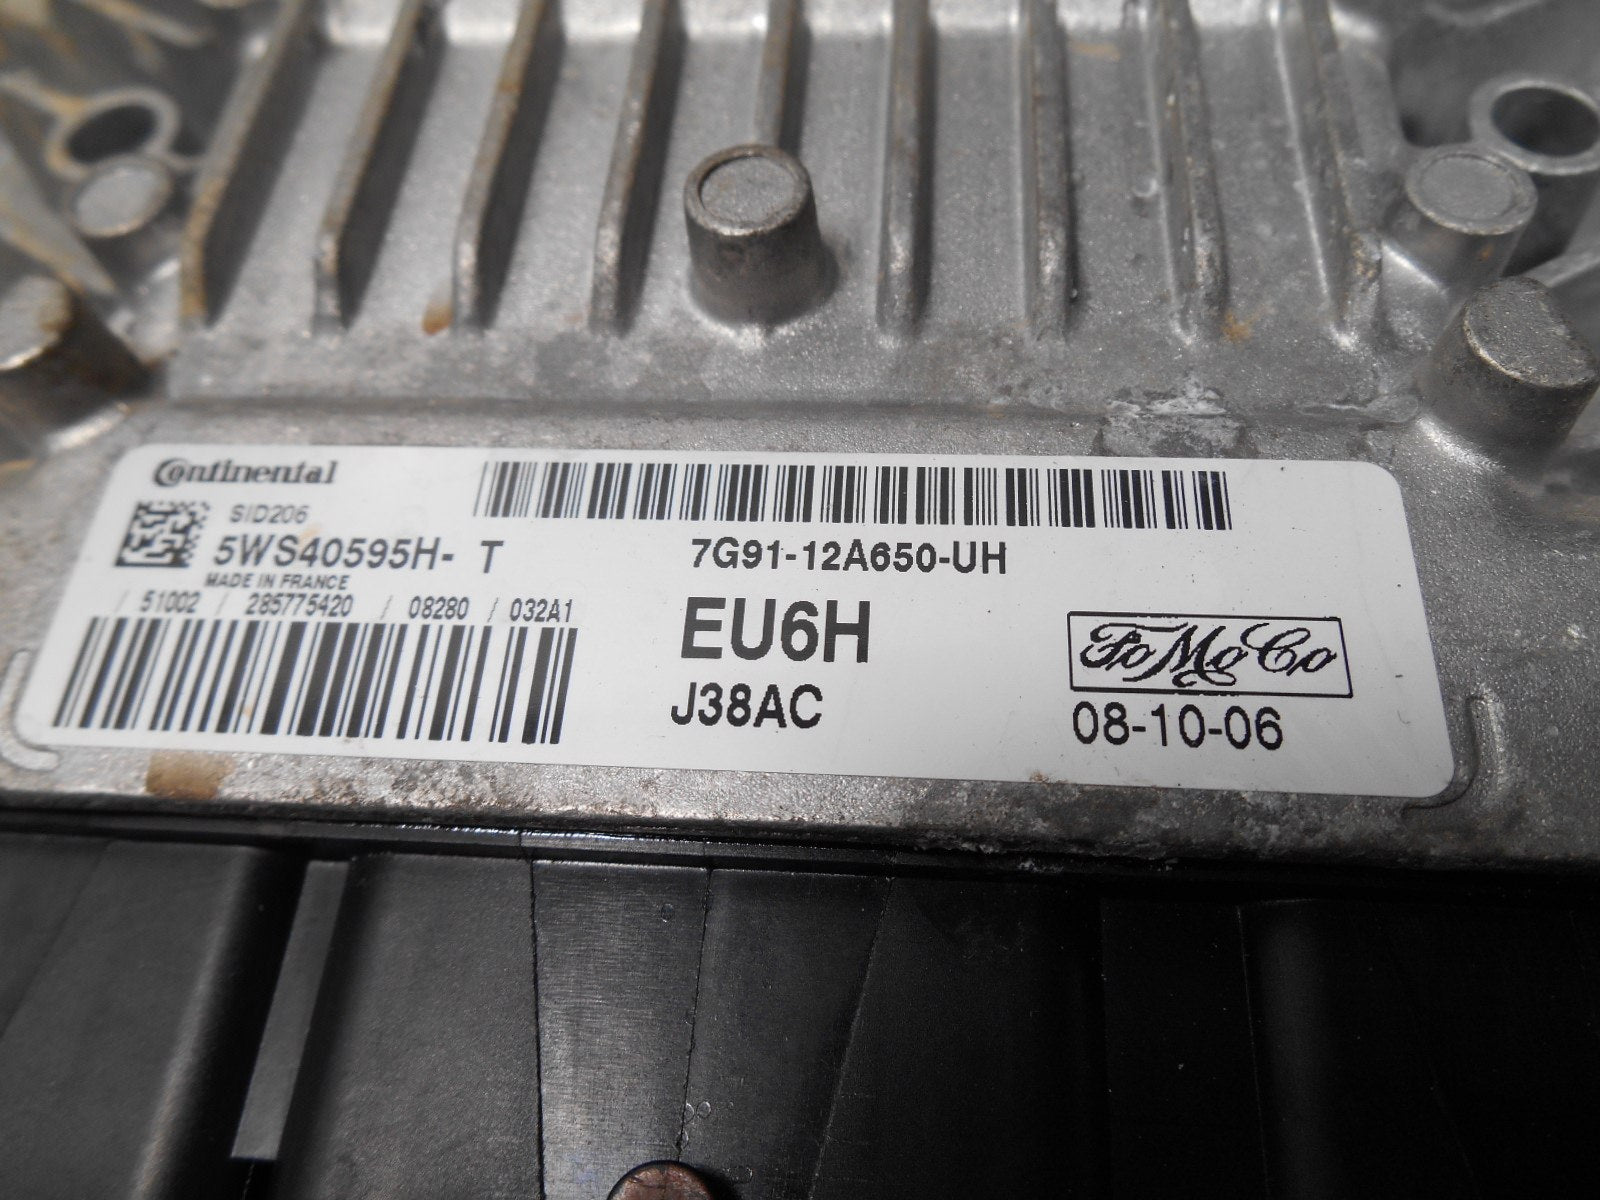 Continental
SID206
5WS40595H- T
MADE IN FRANCE
/ 51002 / 285775420 / 08280 / 032A1
7G91-12A650-UH
EU6H
J38AC
FoMoCo
08-10-06